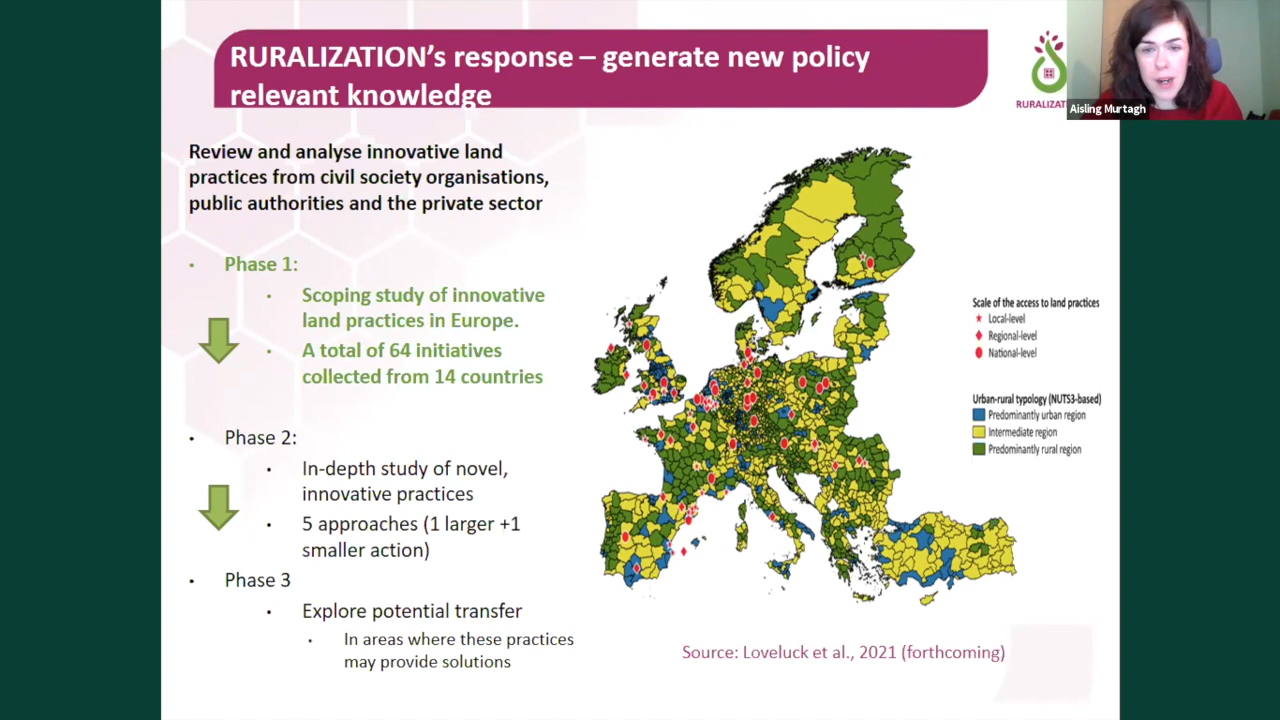 RURALIZATION's response – generate new policy
relevant knowledge
Aisling Murtagh
Review and analyse innovative land
practices from civil society organisations,
public authorities and the private sector
• Phase 1:
• Scoping study of innovative
land practices in Europe.
• A total of 64 initiatives
collected from 14 countries
• Phase 2:
• In-depth study of novel,
innovative practices
• 5 approaches (1 larger +1
smaller action)
• Phase 3
• Explore potential transfer
• In areas where these practices
may provide solutions
Scale of the access to land practices
Local-level
Regional-level
National-level
Urban-rural typology (NUTS3-based)
Predominantly urban region
Intermediate region
Predominantly rural region
Source: Loveluck et al., 2021 (forthcoming)